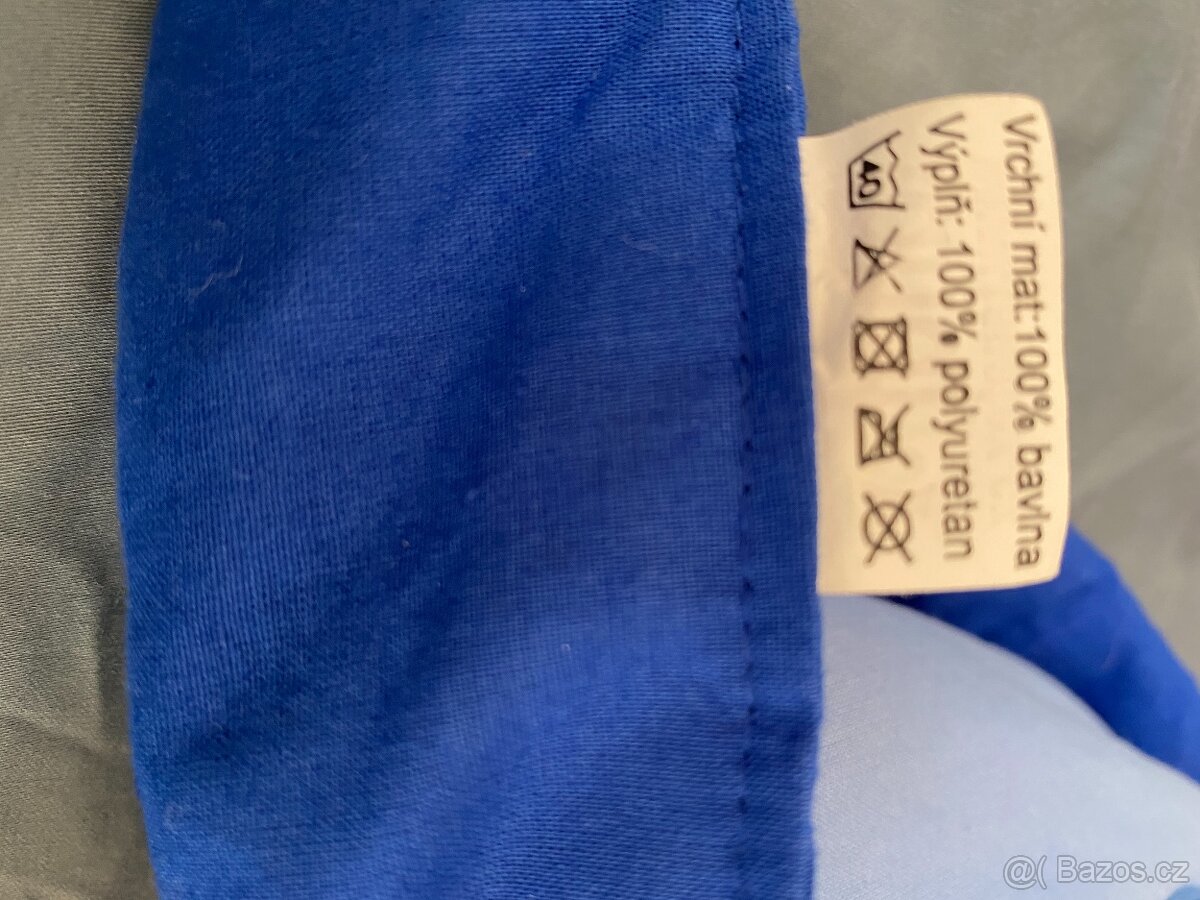 Vrchní mat:100% bavlna
Výplň: 100% polyuretan
40
@( Bazos.cz